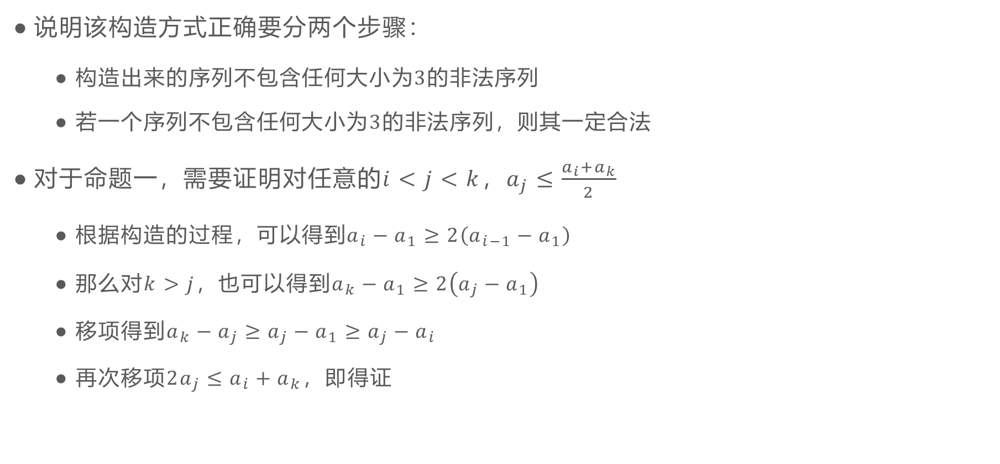 ● 说明该构造方式正确要分两个步骤：
● 构造出来的序列不包含任何大小为3的非法序列
● 若一个序列不包含任何大小为3的非法序列，则其一定合法
● 对于命题一，需要证明对任意的$i < j < k$，$a_j \le \frac{a_i + a_k}{2}$
● 根据构造的过程，可以得到$a_i - a_1 \ge 2(a_{i-1} - a_1)$
● 那么对$k > j$，也可以得到$a_k - a_1 \ge 2(a_j - a_1)$
● 移项得到$a_k - a_j \ge a_j - a_1 \ge a_j - a_i$
● 再次移项$2a_j \le a_i + a_k$，即得证